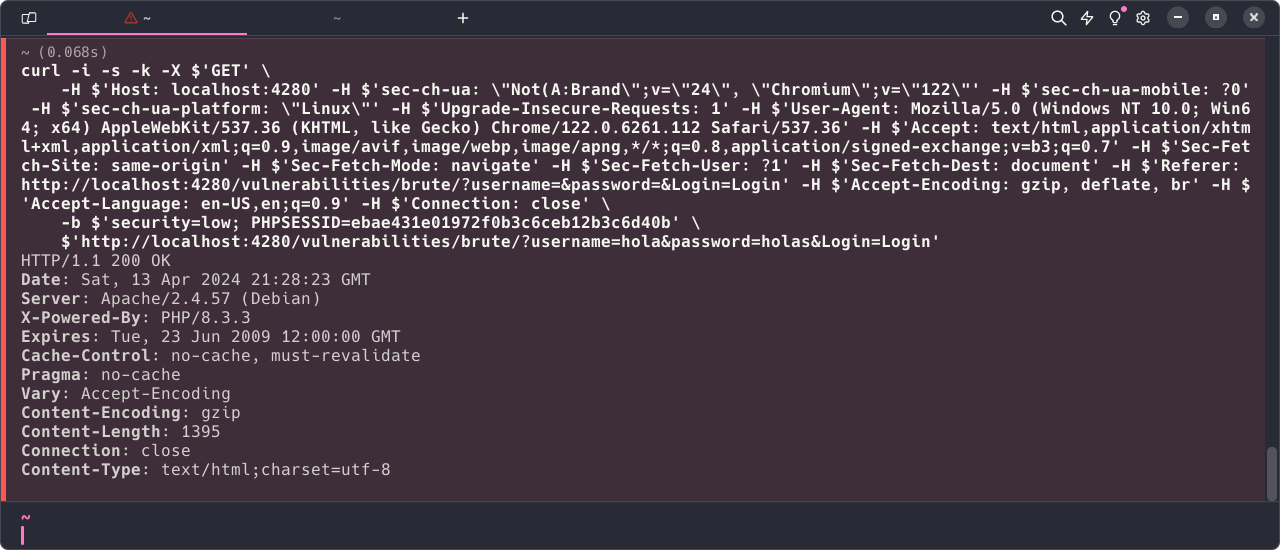 ~
~
~ (0.068s)
curl -i -s -k -X $'GET' \
    -H $'Host: localhost:4280' -H $'sec-ch-ua: \"Not(A:Brand\";v=\"24\", \"Chromium\";v=\"122\"' -H $'sec-ch-ua-mobile: ?0'
 -H $'sec-ch-ua-platform: \"Linux\"' -H $'Upgrade-Insecure-Requests: 1' -H $'User-Agent: Mozilla/5.0 (Windows NT 10.0; Win6
4; x64) AppleWebKit/537.36 (KHTML, like Gecko) Chrome/122.0.6261.112 Safari/537.36' -H $'Accept: text/html,application/xhtm
l+xml,application/xml;q=0.9,image/avif,image/webp,image/apng,*/*;q=0.8,application/signed-exchange;v=b3;q=0.7' -H $'Sec-Fet
ch-Site: same-origin' -H $'Sec-Fetch-Mode: navigate' -H $'Sec-Fetch-User: ?1' -H $'Sec-Fetch-Dest: document' -H $'Referer:
http://localhost:4280/vulnerabilities/brute/?username=&password=&Login=Login' -H $'Accept-Encoding: gzip, deflate, br' -H $
'Accept-Language: en-US,en;q=0.9' -H $'Connection: close' \
    -b $'security=low; PHPSESSID=ebae431e01972f0b3c6ceb12b3c6d40b' \
    $'http://localhost:4280/vulnerabilities/brute/?username=hola&password=holas&Login=Login'
HTTP/1.1 200 OK
Date: Sat, 13 Apr 2024 21:28:23 GMT
Server: Apache/2.4.57 (Debian)
X-Powered-By: PHP/8.3.3
Expires: Tue, 23 Jun 2009 12:00:00 GMT
Cache-Control: no-cache, must-revalidate
Pragma: no-cache
Vary: Accept-Encoding
Content-Encoding: gzip
Content-Length: 1395
Connection: close
Content-Type: text/html;charset=utf-8
~